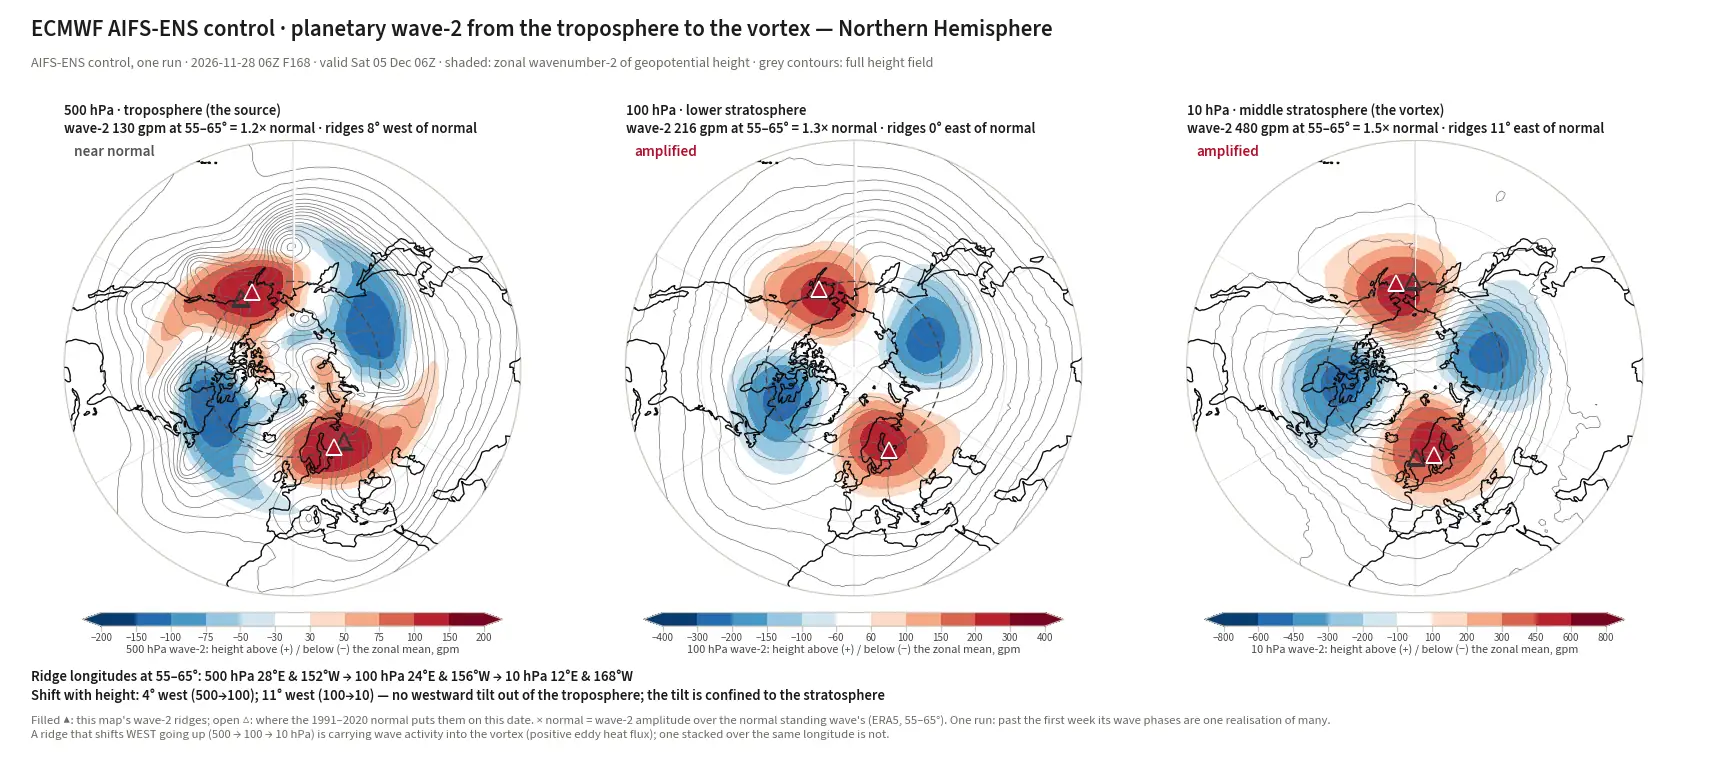 ECMWF AIFS-ENS control · planetary wave-2 from the troposphere to the vortex — Northern Hemisphere
AIFS-ENS control, one run · 2026-11-28 06Z F168 · valid Sat 05 Dec 06Z · shaded: zonal wavenumber-2 of geopotential height · grey contours: full height field
500 hPa · troposphere (the source)
wave-2 130 gpm at 55–65° = 1.2× normal · ridges 8° west of normal
near normal
100 hPa · lower stratosphere
wave-2 216 gpm at 55–65° = 1.3× normal · ridges 0° east of normal
amplified
10 hPa · middle stratosphere (the vortex)
wave-2 480 gpm at 55–65° = 1.5× normal · ridges 11° east of normal
amplified
−200 −150 −100 −75 −50 −30 30 50 75 100 150 200
500 hPa wave-2: height above (+) / below (−) the zonal mean, gpm
−400 −300 −200 −150 −100 −60 60 100 150 200 300 400
100 hPa wave-2: height above (+) / below (−) the zonal mean, gpm
−800 −600 −450 −300 −200 −100 100 200 300 450 600 800
10 hPa wave-2: height above (+) / below (−) the zonal mean, gpm
Ridge longitudes at 55–65°: 500 hPa 28°E & 152°W → 100 hPa 24°E & 156°W → 10 hPa 12°E & 168°W
Shift with height: 4° west (500→100); 11° west (100→10) — no westward tilt out of the troposphere; the tilt is confined to the stratosphere
Filled ▲: this map's wave-2 ridges; open △: where the 1991–2020 normal puts them on this date. × normal = wave-2 amplitude over the normal standing wave's (ERA5, 55–65°). One run: past the first week its wave phases are one realisation of many.
A ridge that shifts WEST going up (500 → 100 → 10 hPa) is carrying wave activity into the vortex (positive eddy heat flux); one stacked over the same longitude is not.